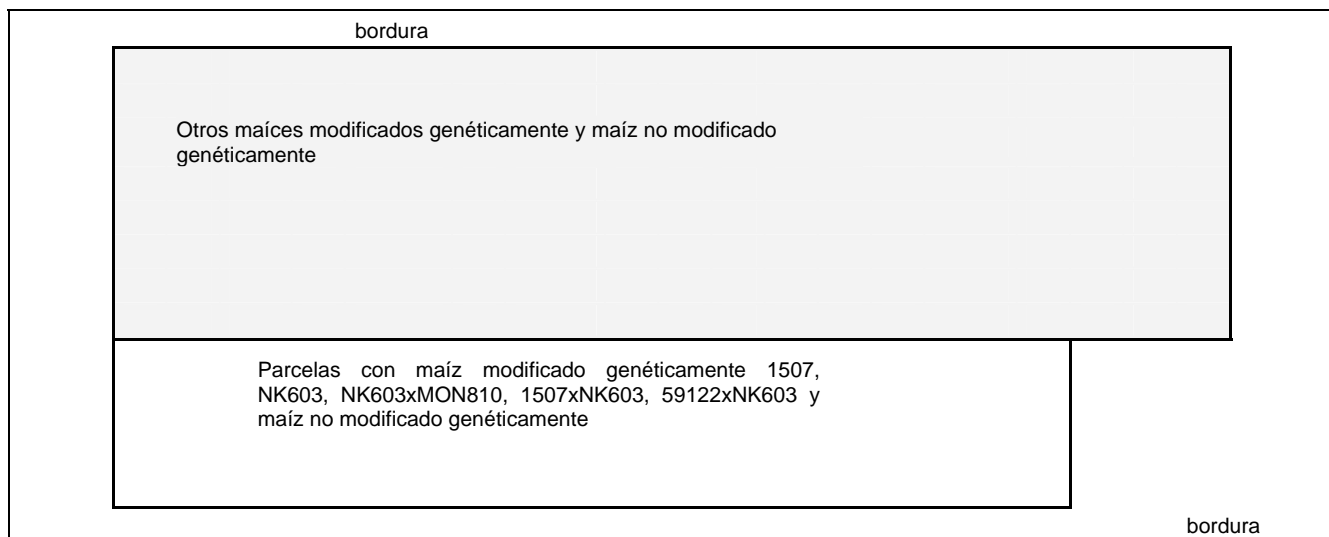 bordura
Otros maíces modificados genéticamente y maíz no modificado
genéticamente
Parcelas con maíz modificado genéticamente 1507,
NK603, NK603xMON810, 1507xNK603, 59122xNK603 y
maíz no modificado genéticamente
bordura